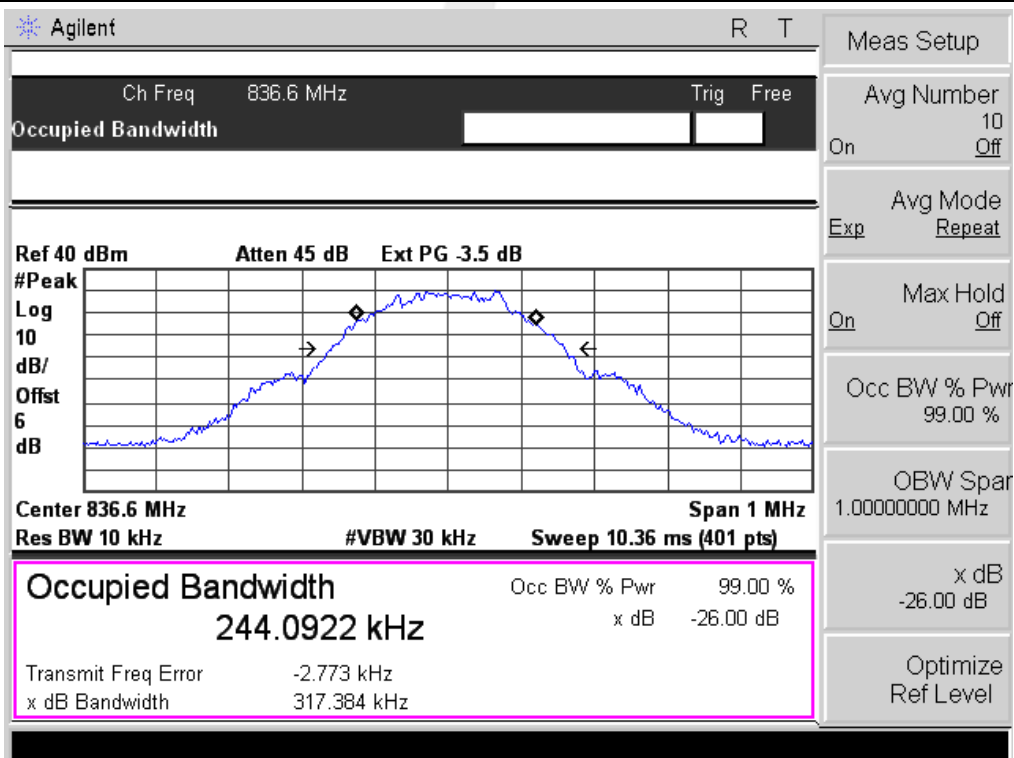 Agilent R T
Ch Freq 836.6 MHz Trig Free
Occupied Bandwidth
Ref 40 dBm Atten 45 dB Ext PG -3.5 dB
#Peak
Log
10
dB/
Offst
6
dB
Center 836.6 MHz Span 1 MHz
Res BW 10 kHz #VBW 30 kHz Sweep 10.36 ms (401 pts)
Occupied Bandwidth Occ BW % Pwr 99.00 %
244.0922 kHz x dB -26.00 dB
Transmit Freq Error -2.773 kHz
x dB Bandwidth 317.384 kHz
Meas Setup
Avg Number
10
On Off
Avg Mode
Exp Repeat
Max Hold
On Off
Occ BW % Pwr
99.00 %
OBW Span
1.00000000 MHz
x dB
-26.00 dB
Optimize
Ref Level